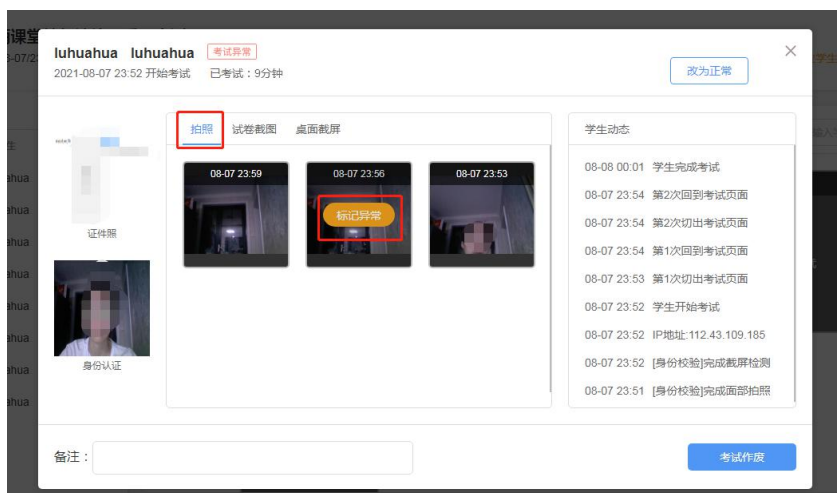 luhuahua luhuahua 考试异常
2021-08-07 23:52 开始考试 已考试：9分钟
改为正常
证件照
身份认证
拍照 试卷截图 桌面截屏
08-07 23:59
08-07 23:56
标记异常
08-07 23:53
学生动态
08-08 00:01 学生完成考试
08-07 23:54 第2次回到考试页面
08-07 23:54 第2次切出考试页面
08-07 23:54 第1次回到考试页面
08-07 23:53 第1次切出考试页面
08-07 23:52 学生开始考试
08-07 23:52 IP地址:112.43.109.185
08-07 23:52 [身份校验]完成截屏检测
08-07 23:51 [身份校验]完成面部拍照
备注：
考试作废